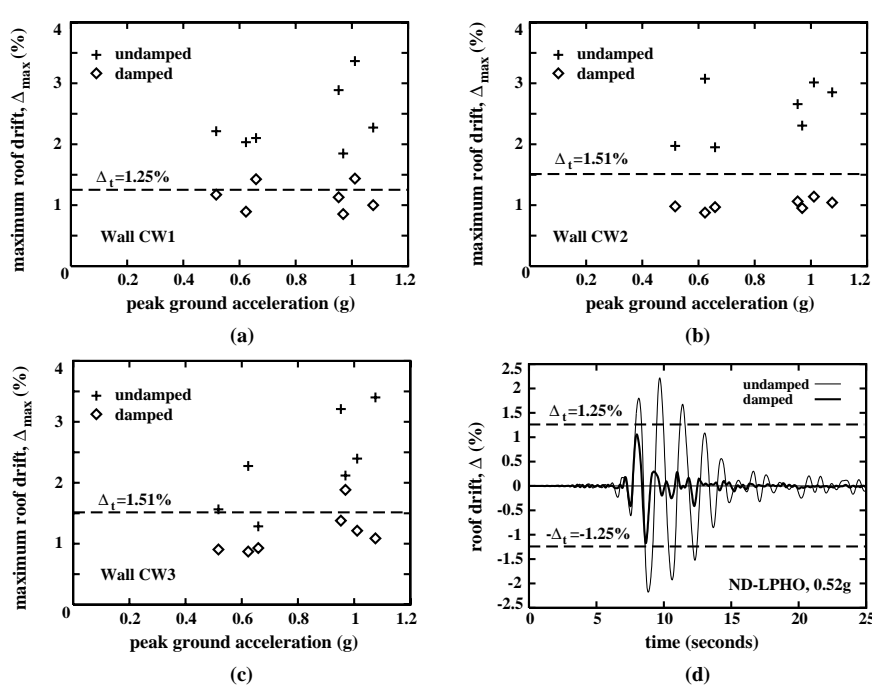 4
3
2
1
0
maximum roof drift, Δmax (%)
+ undamped
◇ damped
Δt=1.25%
Wall CW1
0.2 0.4 0.6 0.8 1 1.2
peak ground acceleration (g)
(a)
4
3
2
1
0
maximum roof drift, Δmax (%)
+ undamped
◇ damped
Δt=1.51%
Wall CW2
0.2 0.4 0.6 0.8 1 1.2
peak ground acceleration (g)
(b)
4
3
2
1
0
maximum roof drift, Δmax (%)
+ undamped
◇ damped
Δt=1.51%
Wall CW3
0.2 0.4 0.6 0.8 1 1.2
peak ground acceleration (g)
(c)
2.5
2
1.5
1
0.5
0
-0.5
-1
-1.5
-2
-2.5
roof drift, Δ (%)
undamped
damped
Δt=1.25%
-Δt=-1.25%
ND-LPHO, 0.52g
0 5 10 15 20 25
time (seconds)
(d)